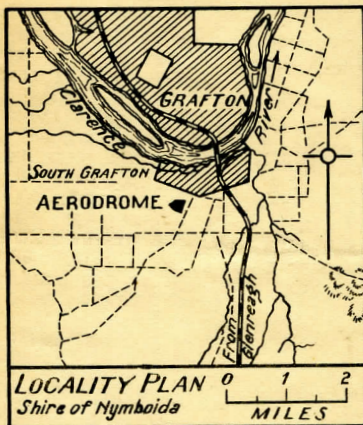 GRAFTON
Clarence
River
SOUTH GRAFTON
AERODROME
From
Glenreagh
LOCALITY PLAN
Shire of Nymboida
0 1 2
MILES